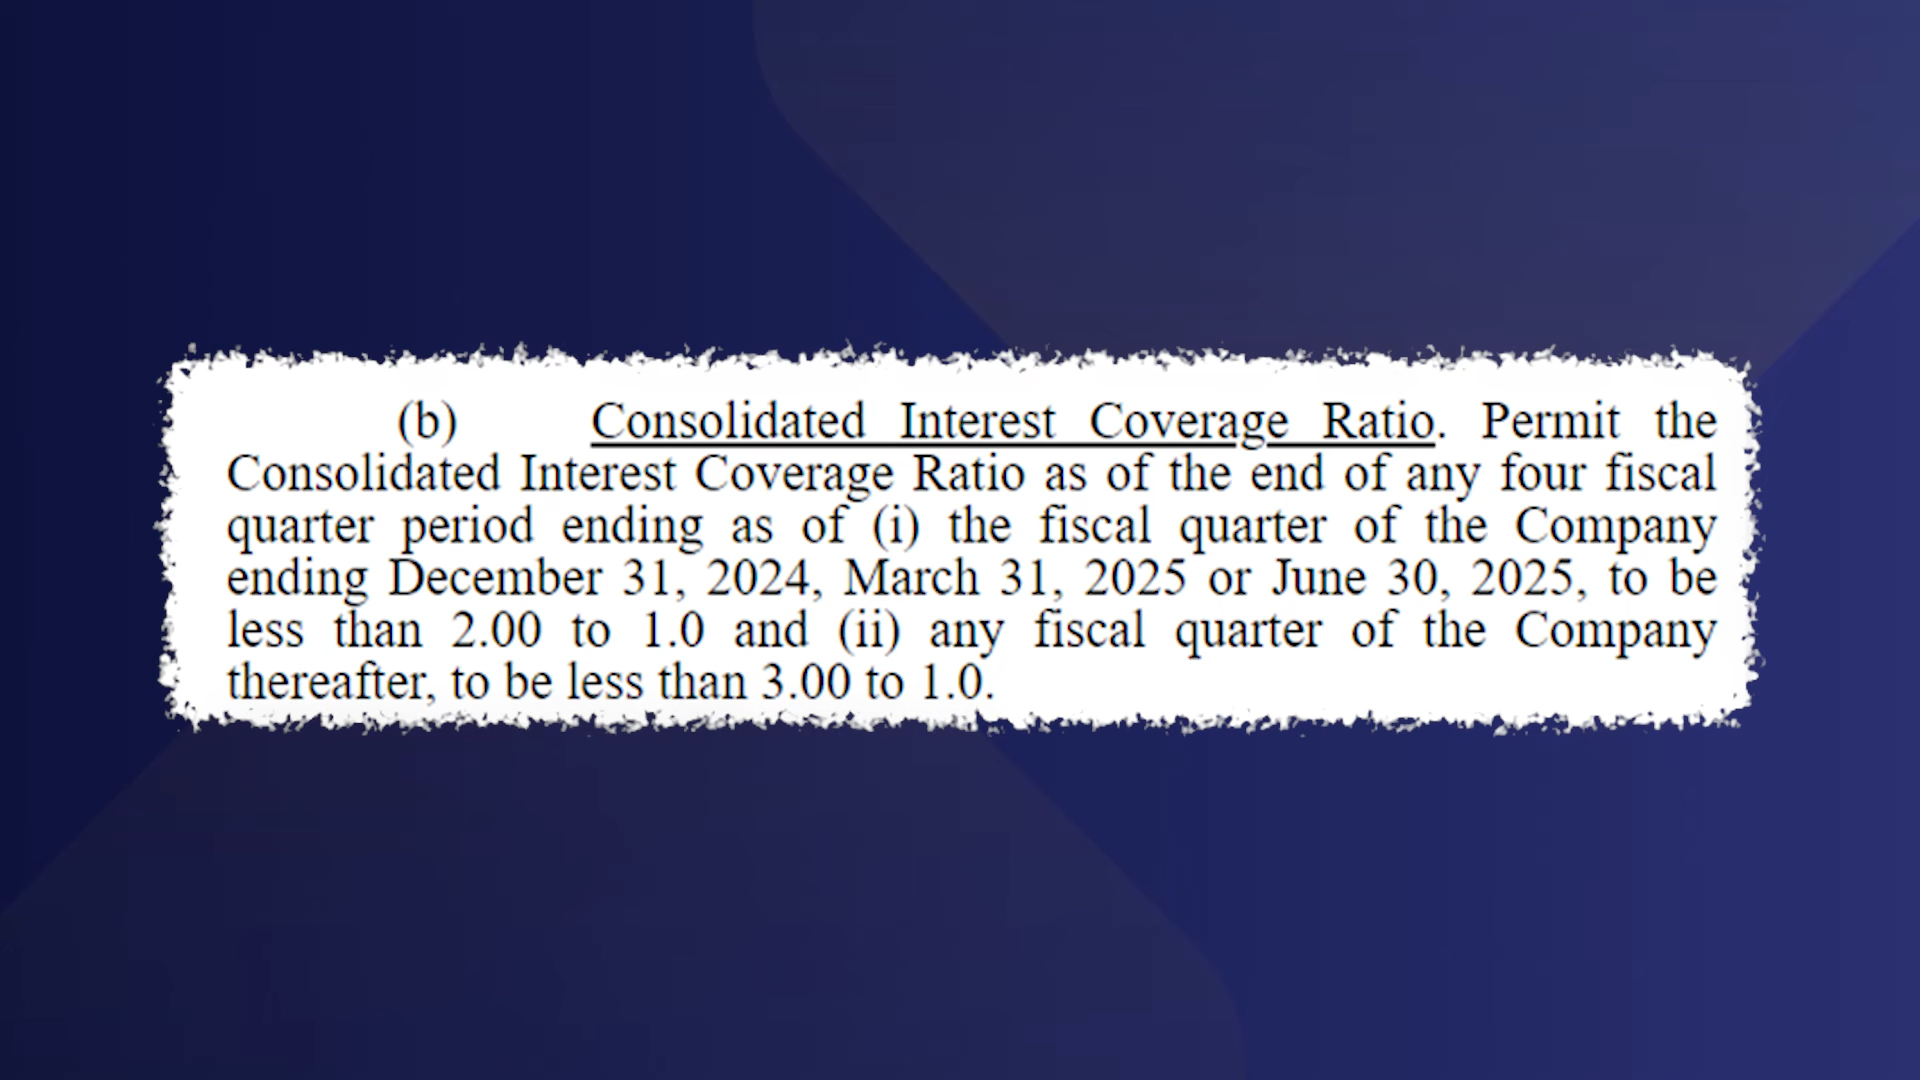 (b) Consolidated Interest Coverage Ratio. Permit the
Consolidated Interest Coverage Ratio as of the end of any four fiscal
quarter period ending as of (i) the fiscal quarter of the Company
ending December 31, 2024, March 31, 2025 or June 30, 2025, to be
less than 2.00 to 1.0 and (ii) any fiscal quarter of the Company
thereafter, to be less than 3.00 to 1.0.